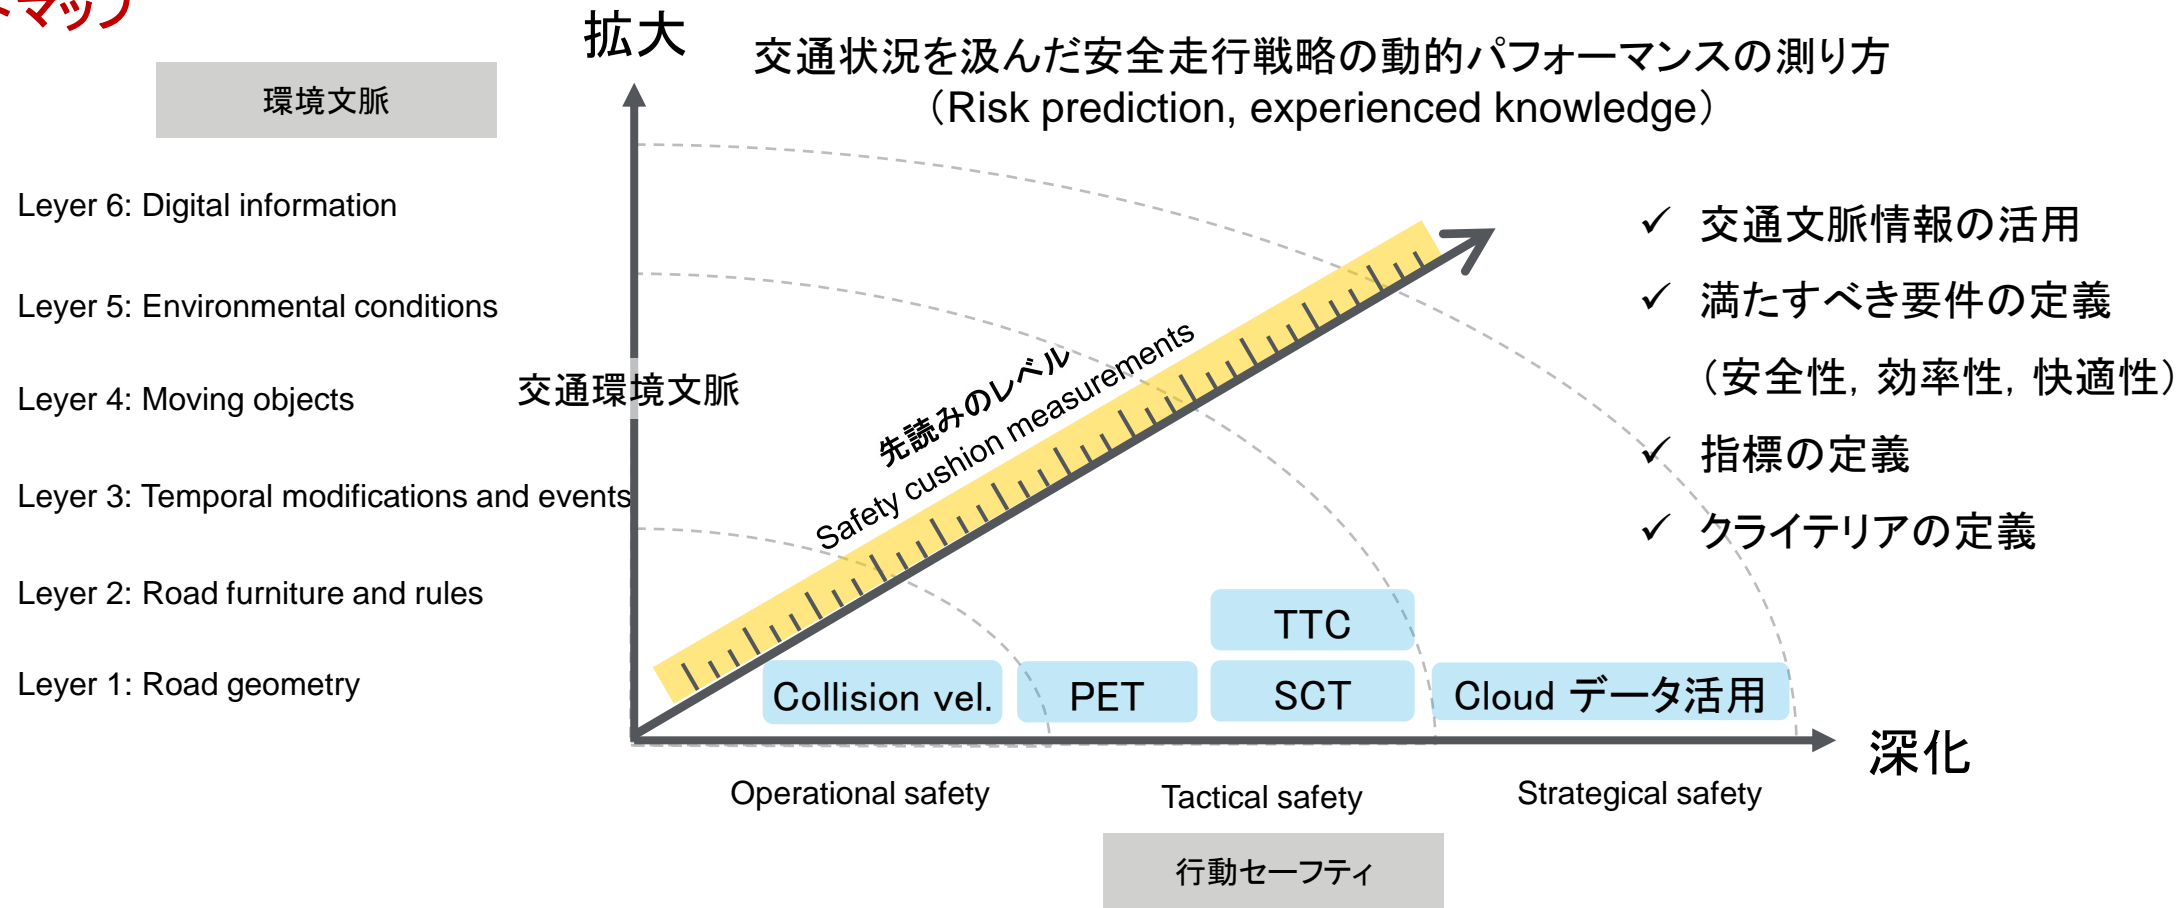 トマップ
拡大
交通状況を汲んだ安全走行戦略の動的パフォーマンスの測り方
（Risk prediction, experienced knowledge）
環境文脈
Leyer 6: Digital information
Leyer 5: Environmental conditions
Leyer 4: Moving objects
Leyer 3: Temporal modifications and events
Leyer 2: Road furniture and rules
Leyer 1: Road geometry
交通環境文脈
先読みのレベル
Safety cushion measurements
✓ 交通文脈情報の活用
✓ 満たすべき要件の定義
（安全性，効率性，快適性）
✓ 指標の定義
✓ クライテリアの定義
TTC
Collision vel.
PET
SCT
Cloud データ活用
深化
Operational safety
Tactical safety
Strategical safety
行動セーフティ